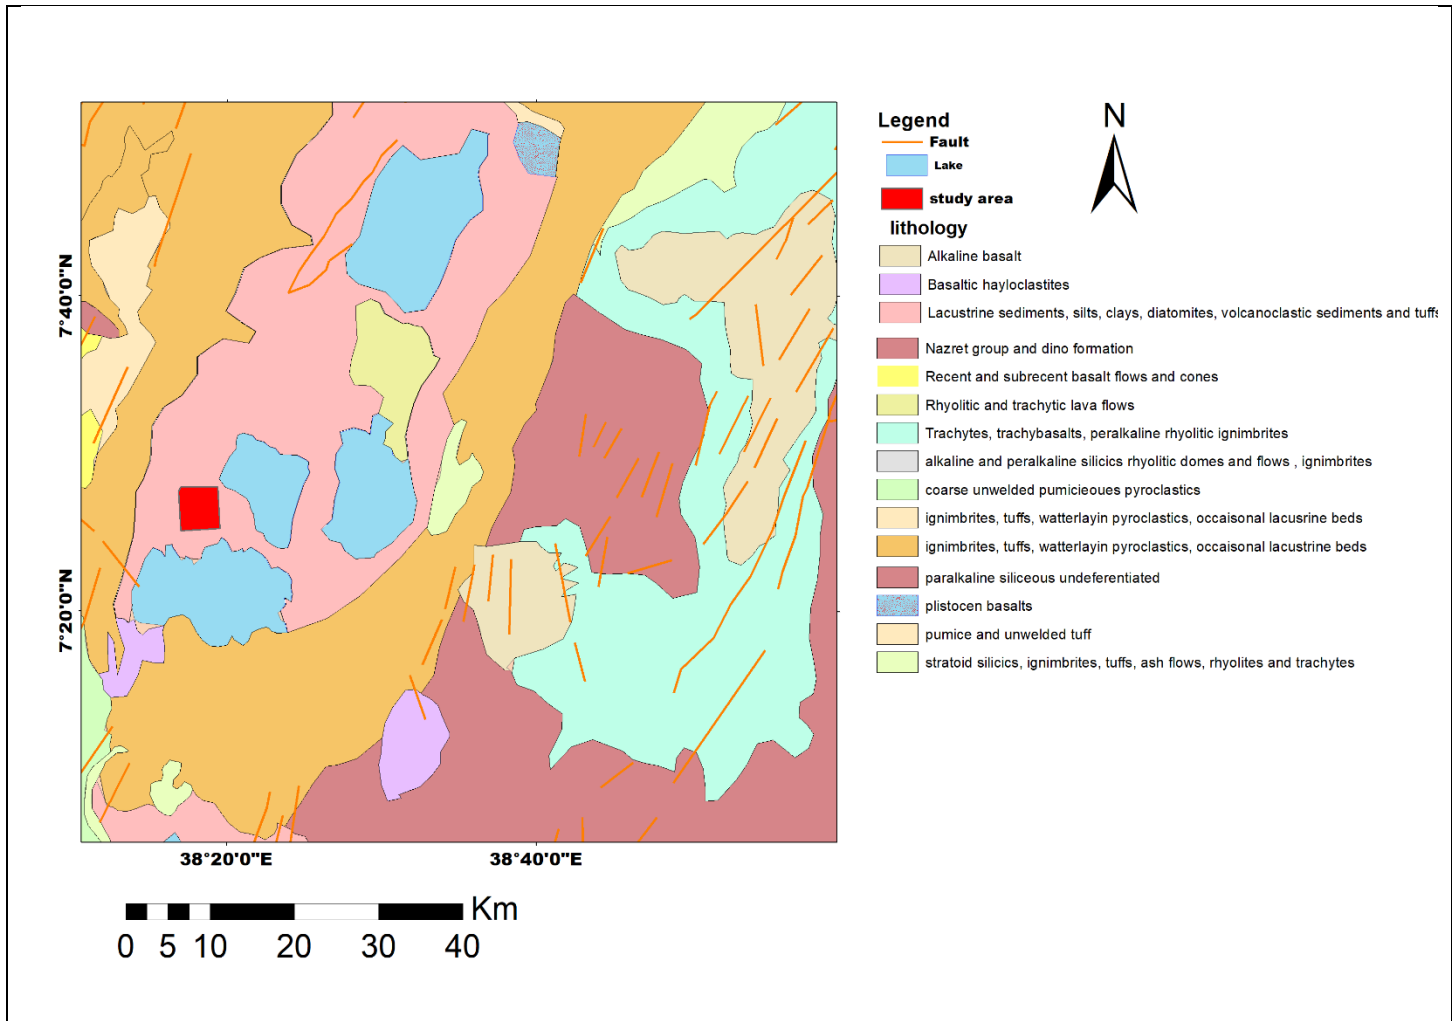 N
Legend
Fault
Lake
study area
lithology
Alkaline basalt
Basaltic hayloclastites
Lacustrine sediments, silts, clays, diatomites, volcanoclastic sediments and tuffs
Nazret group and dino formation
Recent and subrecent basalt flows and cones
Rhyolitic and trachytic lava flows
Trachytes, trachybasalts, peralkaline rhyolitic ignimbrites
alkaline and peralkaline silicics rhyolitic domes and flows , ignimbrites
coarse unwelded pumicieoues pyroclastics
ignimbrites, tuffs, watterlayin pyroclastics, occaisonal lacusrine beds
ignimbrites, tuffs, watterlayin pyroclastics, occaisonal lacustrine beds
paralkaline siliceous undeferentiated
plistocen basalts
pumice and unwelded tuff
stratoid silicics, ignimbrites, tuffs, ash flows, rhyolites and trachytes
7°40'0"N
7°20'0"N
38°20'0"E 38°40'0"E
Km
0 5 10 20 30 40